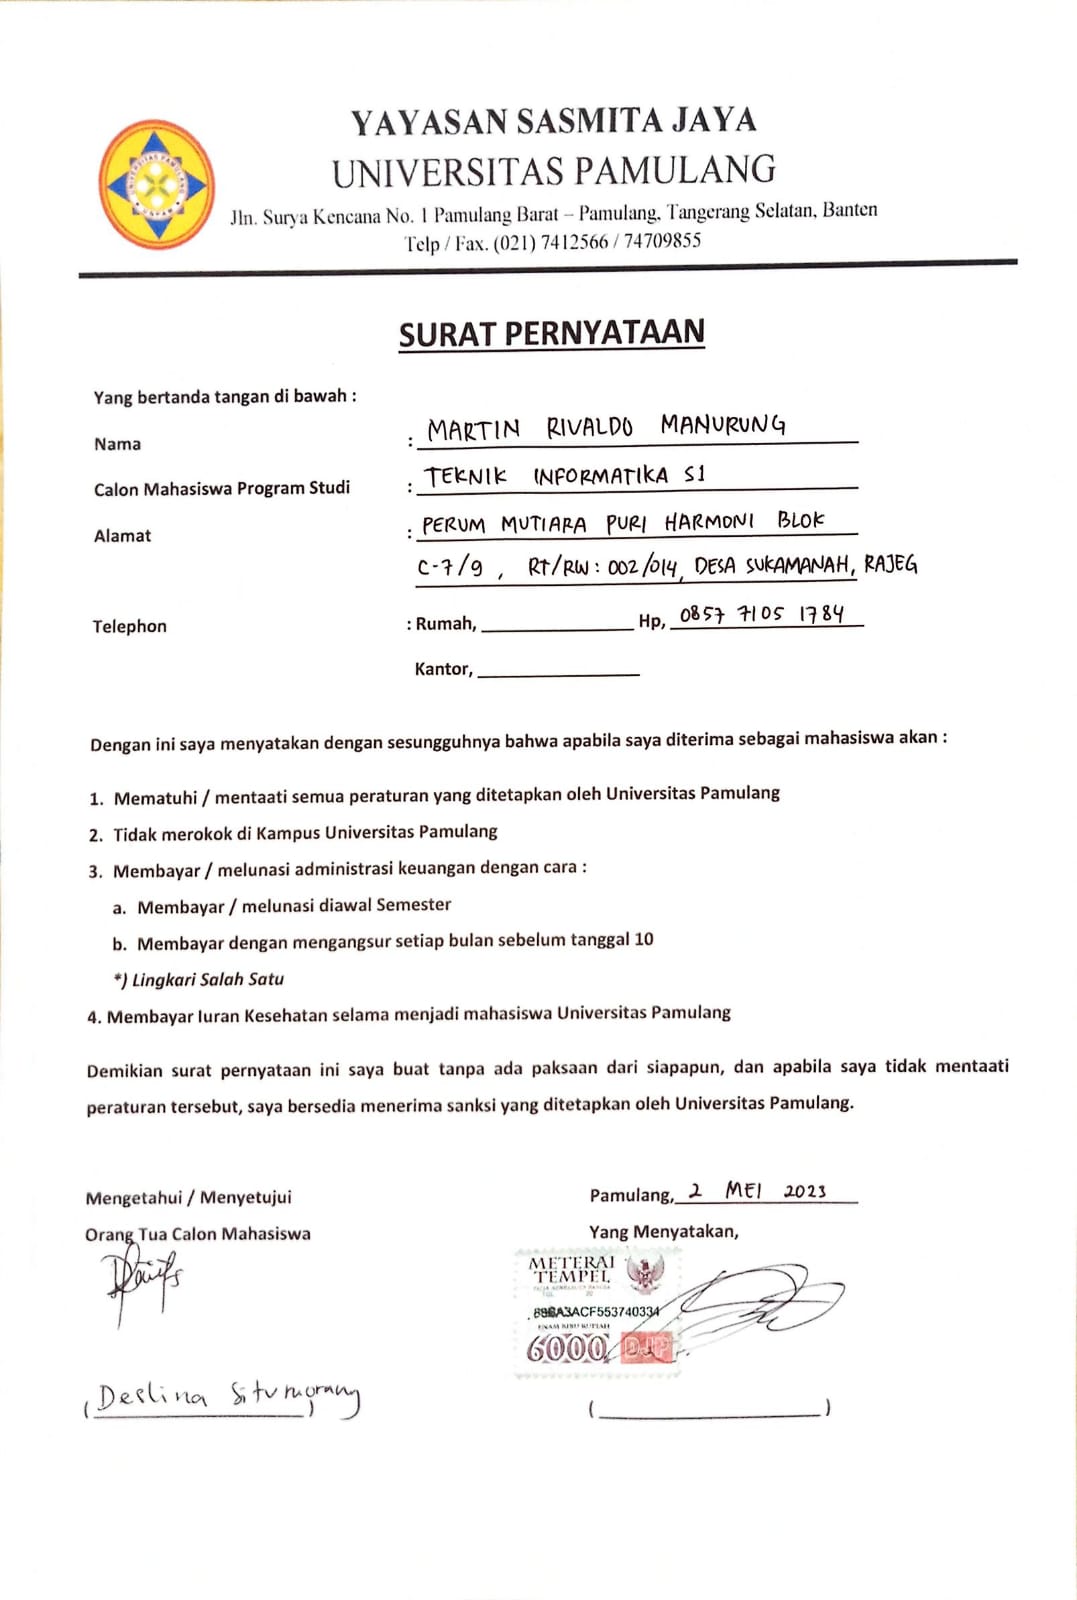 YAYASAN SASMITA JAYA
UNIVERSITAS PAMULANG
Jln. Surya Kencana No. 1 Pamulang Barat – Pamulang, Tangerang Selatan, Banten
Telp / Fax. (021) 7412566 / 74709855
UNIVERSITAS PAMULANG
UNPAM
SURAT PERNYATAAN
Yang bertanda tangan di bawah :
Nama : MARTIN RIVALDO MANURUNG
Calon Mahasiswa Program Studi : TEKNIK INFORMATIKA S1
Alamat : PERUM MUTIARA PURI HARMONI BLOK
C-7/9 , RT/RW : 002/014, DESA SUKAMANAH, RAJEG
Telephon : Rumah, Hp, 0857 7105 1784
Kantor,
Dengan ini saya menyatakan dengan sesungguhnya bahwa apabila saya diterima sebagai mahasiswa akan :
1. Mematuhi / mentaati semua peraturan yang ditetapkan oleh Universitas Pamulang
2. Tidak merokok di Kampus Universitas Pamulang
3. Membayar / melunasi administrasi keuangan dengan cara :
a. Membayar / melunasi diawal Semester
b. Membayar dengan mengangsur setiap bulan sebelum tanggal 10
*) Lingkari Salah Satu
4. Membayar Iuran Kesehatan selama menjadi mahasiswa Universitas Pamulang
Demikian surat pernyataan ini saya buat tanpa ada paksaan dari siapapun, dan apabila saya tidak mentaati
peraturan tersebut, saya bersedia menerima sanksi yang ditetapkan oleh Universitas Pamulang.
Mengetahui / Menyetujui
Orang Tua Calon Mahasiswa
(Deslina Situmorang)
Pamulang, 2 MEI 2023
Yang Menyatakan,
METERAI
TEMPEL
ENAM RIBU RUPIAH
6000 DJP
( )